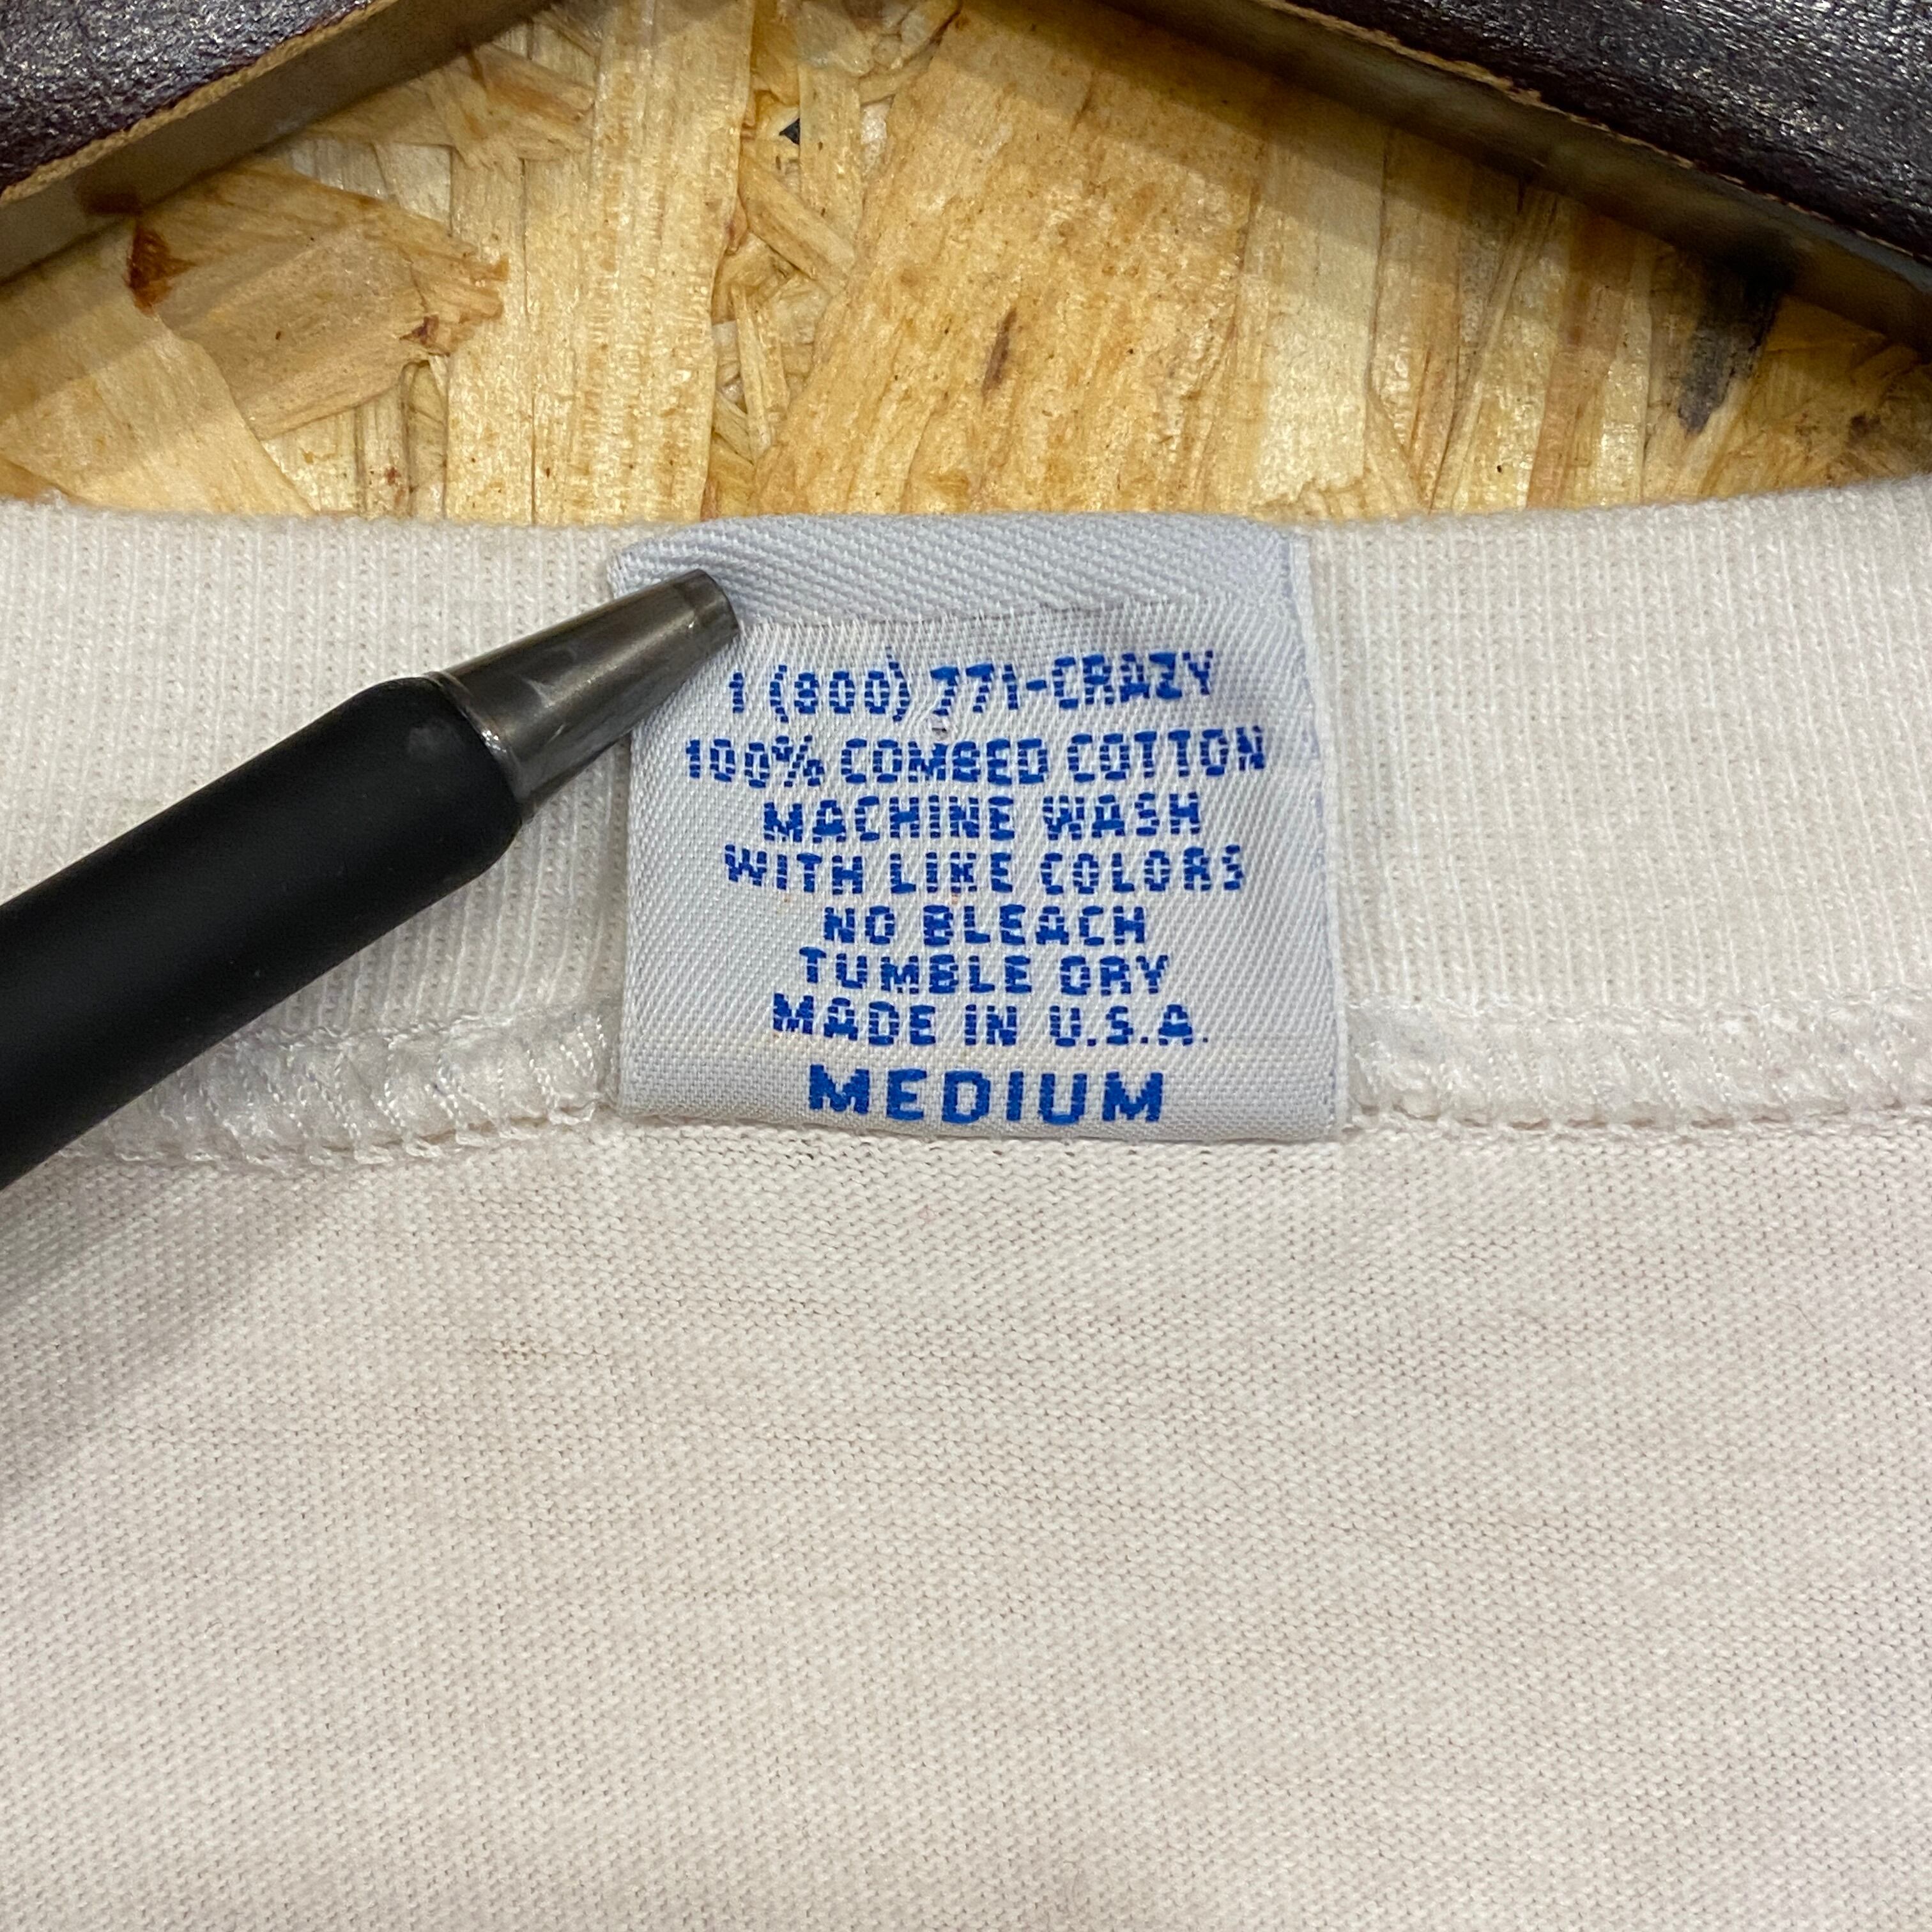 1 (800) 771-CRAZY
100% COMBED COTTON
MACHINE WASH
WITH LIKE COLORS
NO BLEACH
TUMBLE DRY
MADE IN U.S.A.
MEDIUM